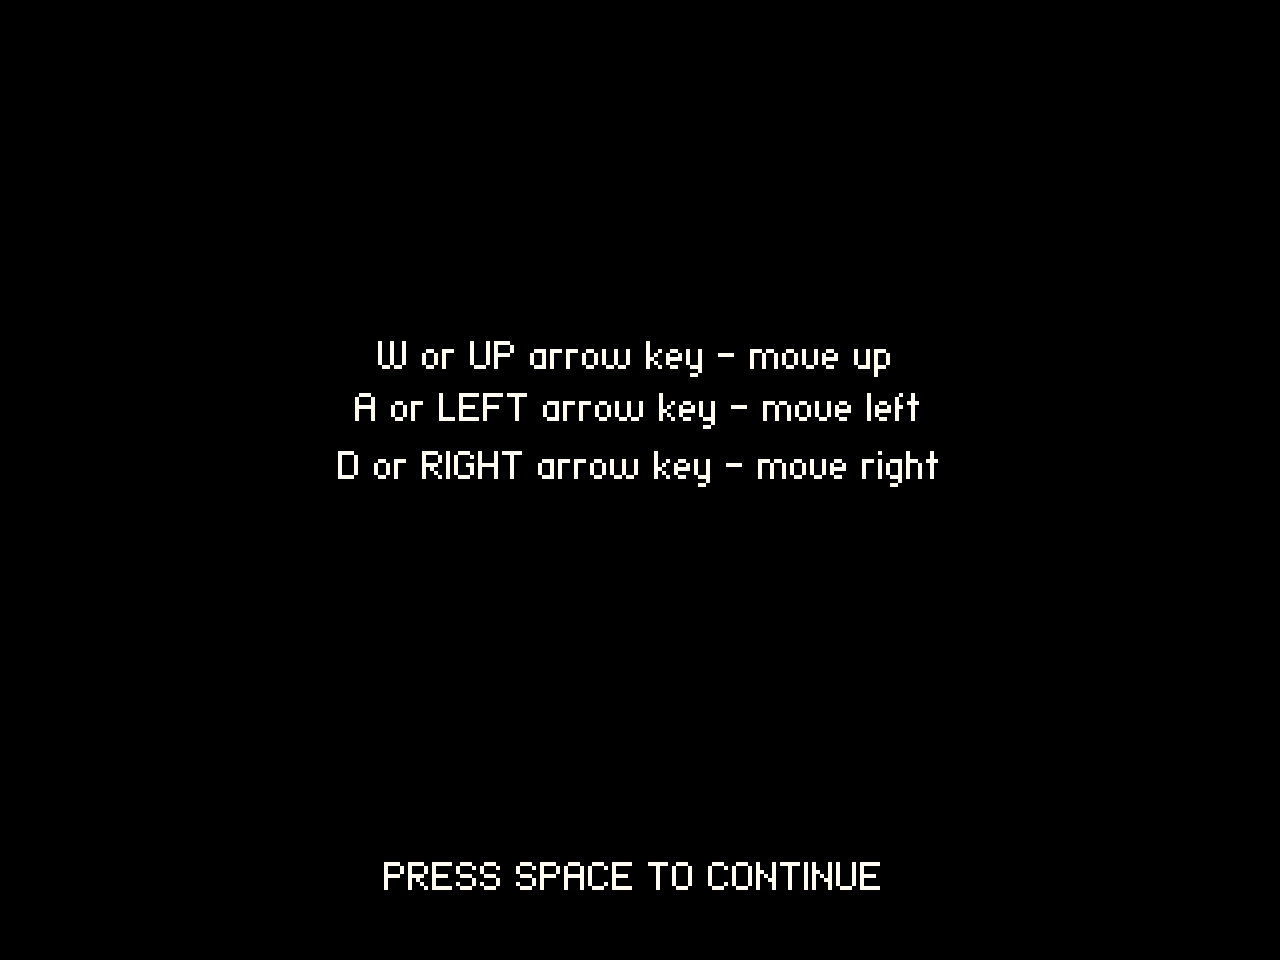 W or UP arrow key - move up
A or LEFT arrow key - move left
D or RIGHT arrow key - move right
PRESS SPACE TO CONTINUE